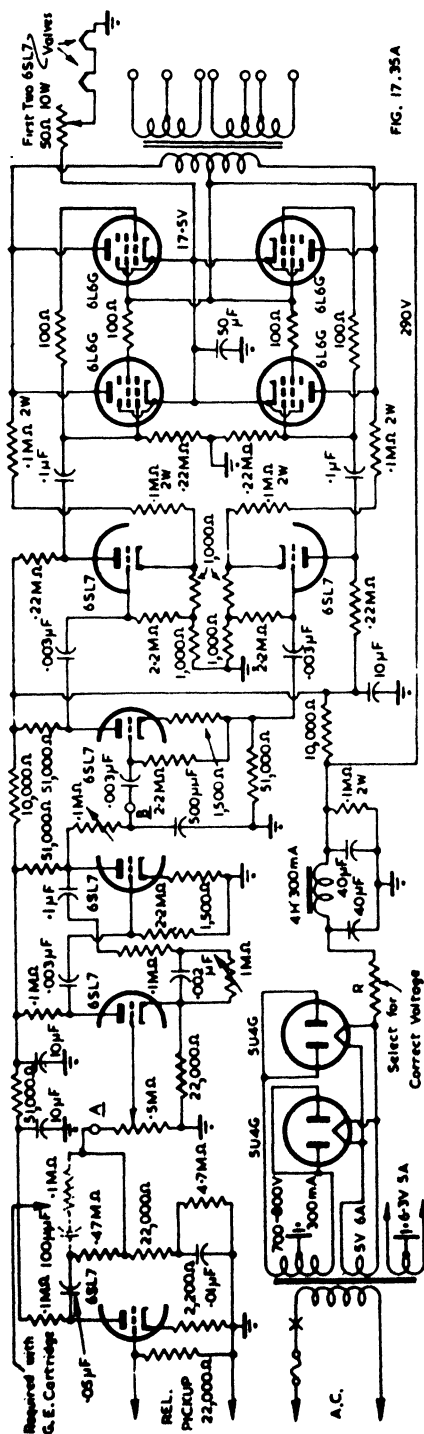 Required with
G. E. Cartridge
.1MΩ
100μμF
.1MΩ
.05μF
6SL7
.47MΩ
22,000Ω
4.7MΩ
2,200Ω
.01μF
REL.
PICKUP
22,000Ω
51,000Ω
10μF
10μF
A
.5MΩ
22,000Ω
.1MΩ
6SL7
.003μF
.1MΩ
.002
μF
1MΩ
10,000Ω
51,000Ω
.1μF
6SL7
2.2MΩ
1,500Ω
.1MΩ
51,000Ω
6SL7
.003μF
B
500μμF
2.2MΩ
1,500Ω
51,000Ω
.003μF
.003μF
.22MΩ
6SL7
2.2MΩ
1,000Ω
1,000Ω
1,000Ω
2.2MΩ
6SL7
.22MΩ
10μF
.1MΩ
2W
.1μF
.1MΩ
2W
.22MΩ
.22MΩ
.1MΩ
2W
.1μF
.1MΩ 2W
100Ω
6L6G
6L6G
100Ω
17.5V
50
μF
100Ω
6L6G
6L6G
100Ω
290V
First Two 6SL7
50Ω 10W
Valves
A.C.
700-800V
300mA
5V 6A
6.3V 5A
5U4G
5U4G
R
Select for
Correct Voltage
4H 300mA
40μF
40μF
.1MΩ
2W
10,000Ω
FIG. 17.35A